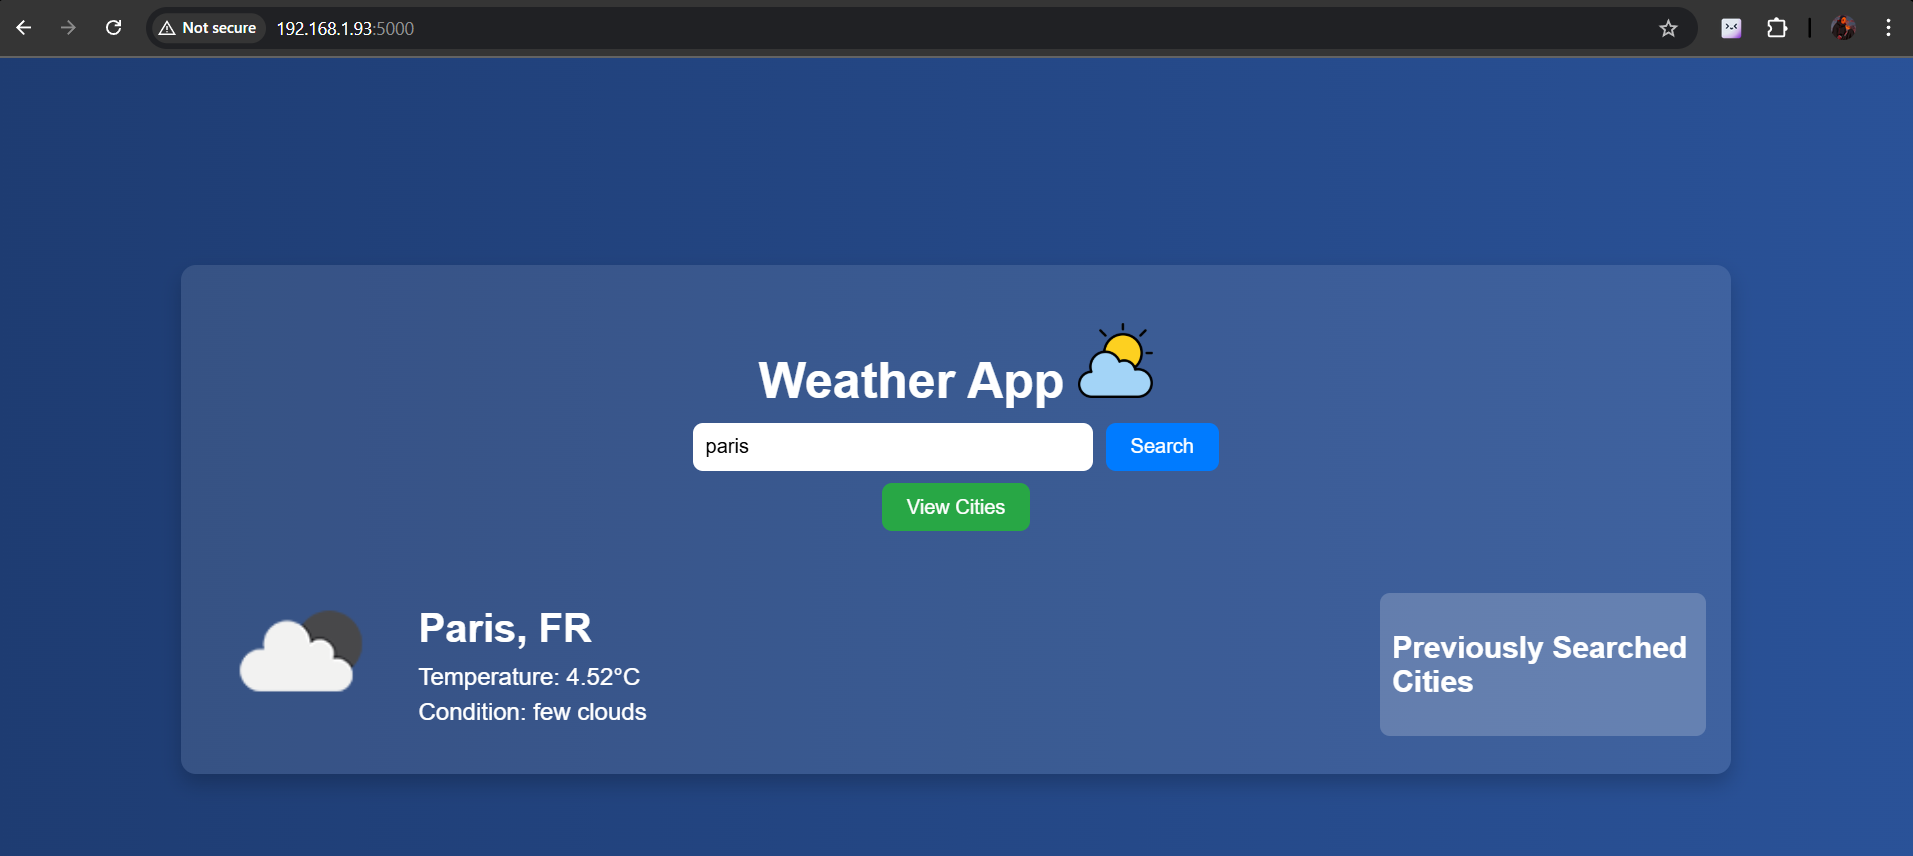 Not secure 192.168.1.93:5000
Weather App
paris
Search
View Cities
Paris, FR
Temperature: 4.52°C
Condition: few clouds
Previously Searched
Cities